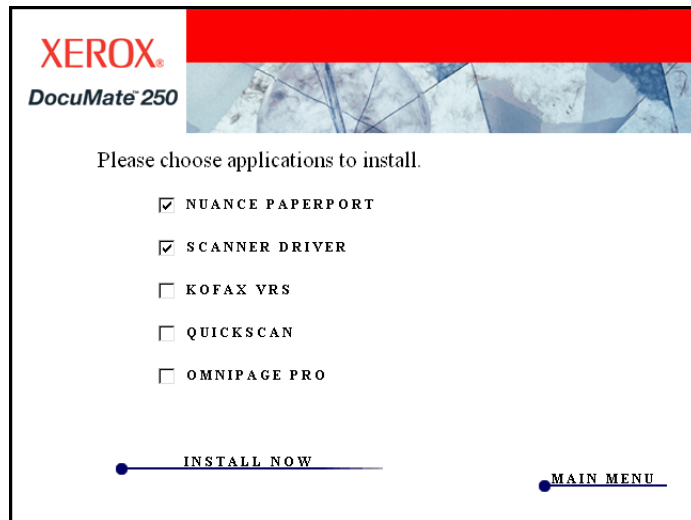 XEROX®
DocuMate™ 250
Please choose applications to install.
NUANCE PAPERPORT
SCANNER DRIVER
KOFAX VRS
QUICKSCAN
OMNIPAGE PRO
INSTALL NOW
MAIN MENU